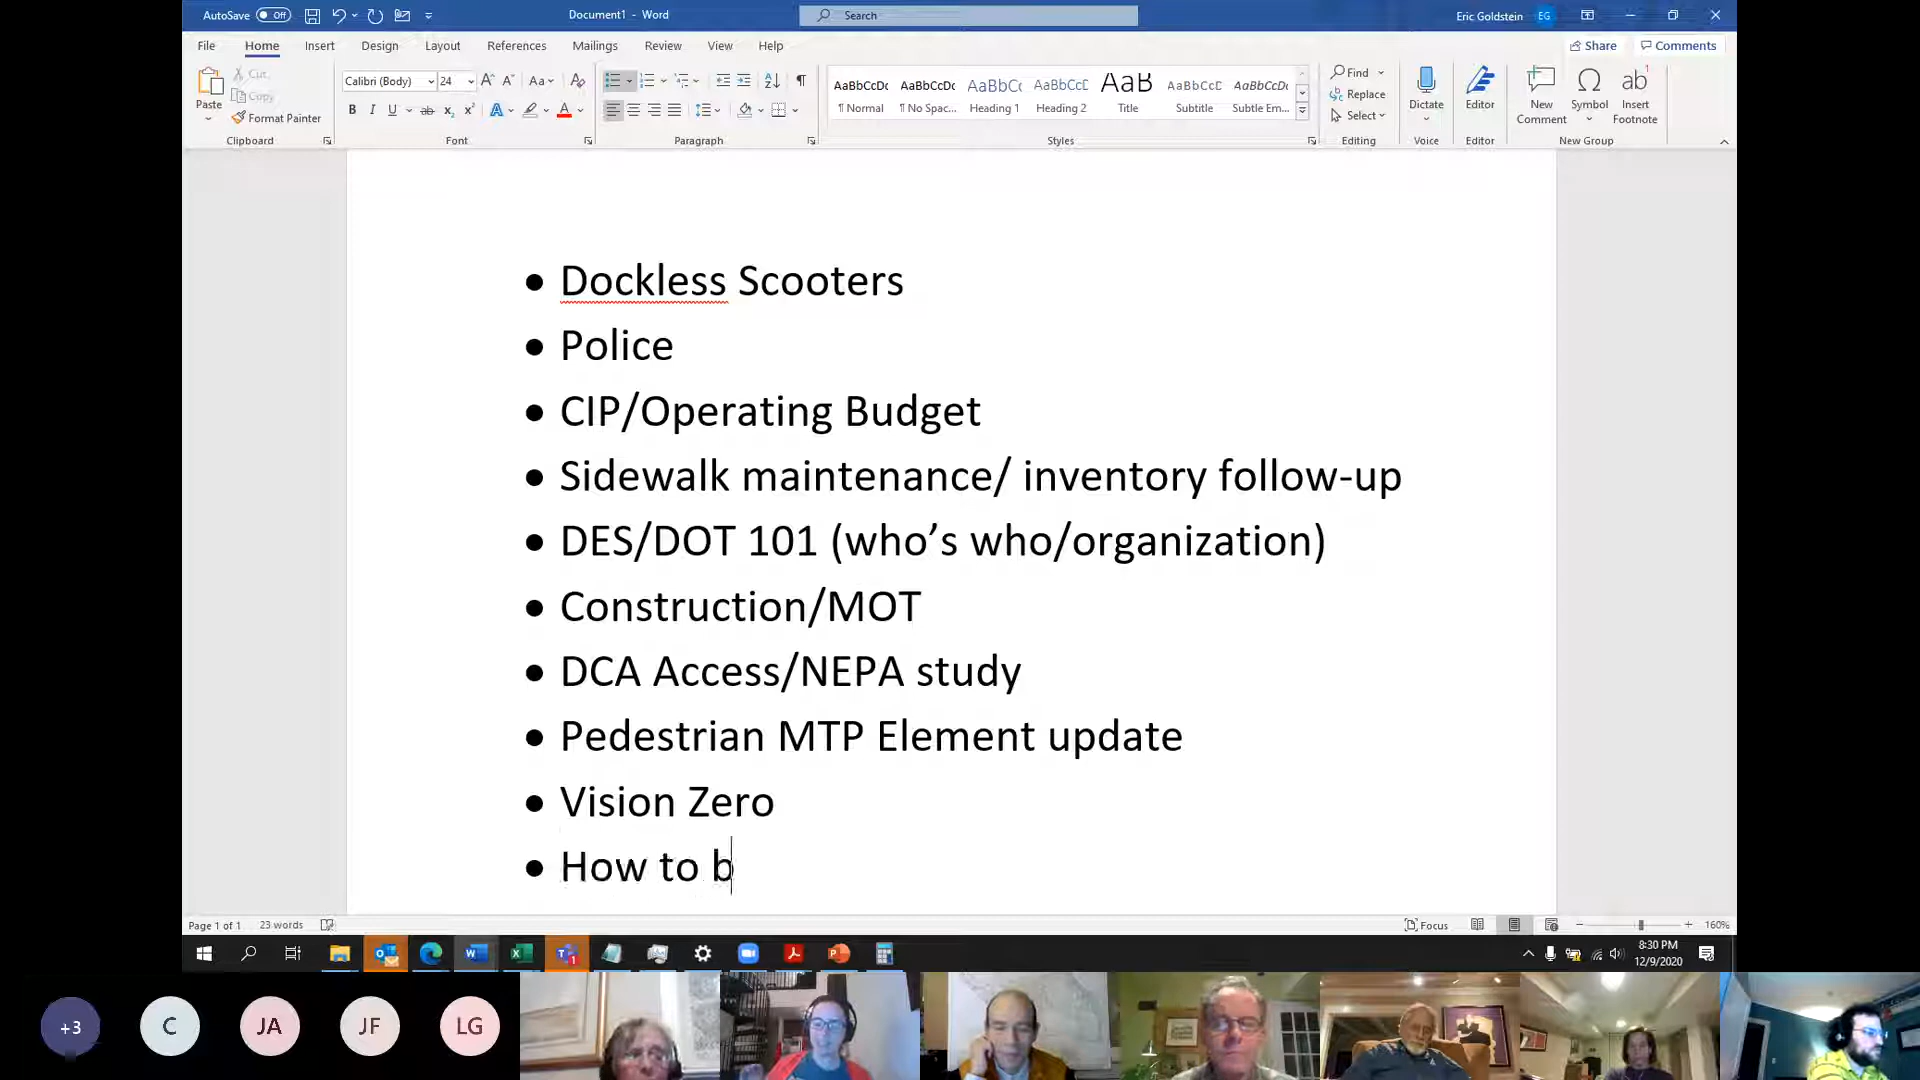 AutoSave Off Document1 - Word Search Eric Goldstein EG
File Home Insert Design Layout References Mailings Review View Help Share Comments
Paste Cut Copy Format Painter
Calibri (Body) 24
AaBbCcDc AaBbCcDc AaBbCc AaBbCcC AaB AaBbCcD AaBbCcDc
¶ Normal ¶ No Spac... Heading 1 Heading 2 Title Subtitle Subtle Em...
Find Replace Select
Dictate Editor New Comment Symbol Insert Footnote
Clipboard Font Paragraph Styles Editing Voice Editor New Group
• Dockless Scooters
• Police
• CIP/Operating Budget
• Sidewalk maintenance/ inventory follow-up
• DES/DOT 101 (who’s who/organization)
• Construction/MOT
• DCA Access/NEPA study
• Pedestrian MTP Element update
• Vision Zero
• How to b
Page 1 of 1 23 words Focus 160%
8:30 PM
12/9/2020
+3 C JA JF LG